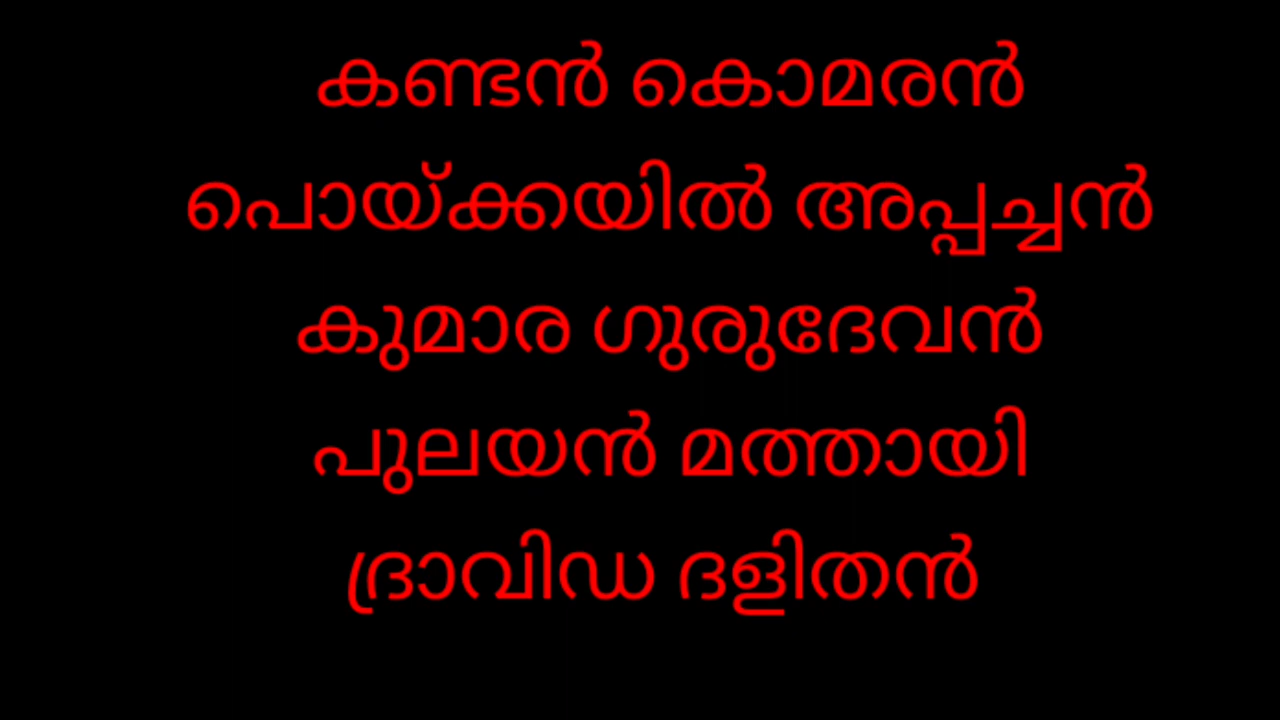 കണ്ടൻ കൊമരൻ
പൊയ്ക്കയിൽ അപ്പച്ചൻ
കുമാര ഗുരുദേവൻ
പുലയൻ മത്തായി
ദ്രാവിഡ ദളിതൻ